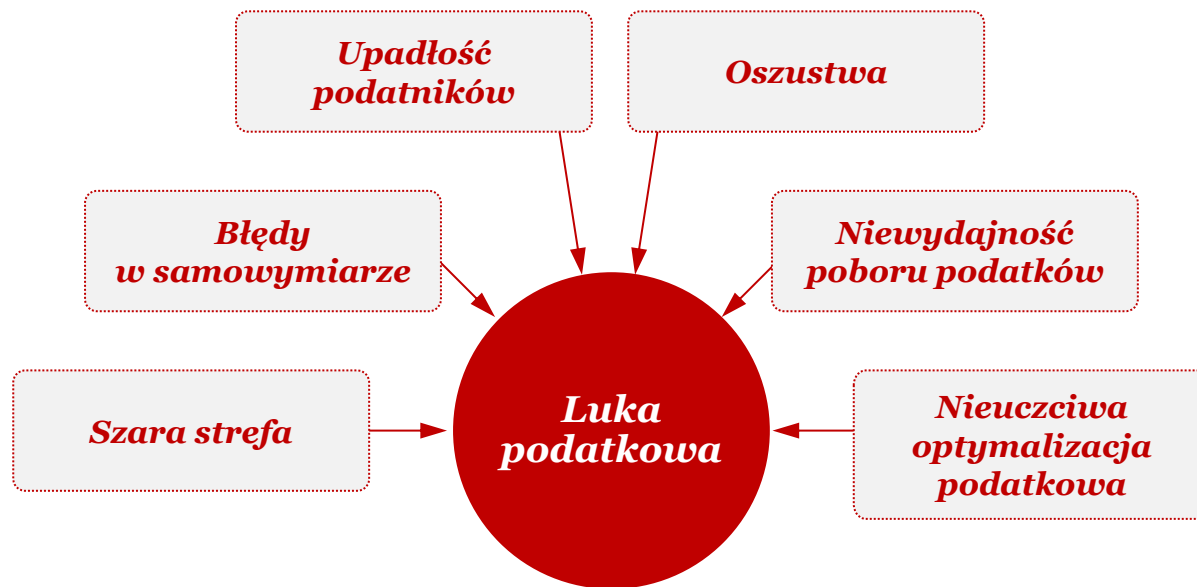 Upadłość
podatników
Oszustwa
Błędy
w samowymiarze
Niewydajność
poboru podatków
Szara strefa
Luka
podatkowa
Nieuczciwa
optymalizacja
podatkowa